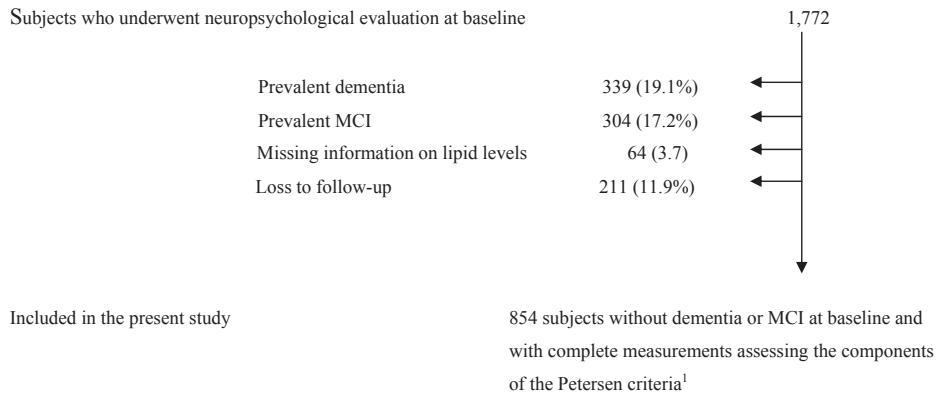 Subjects who underwent neuropsychological evaluation at baseline 1,772
Prevalent dementia 339 (19.1%)
Prevalent MCI 304 (17.2%)
Missing information on lipid levels 64 (3.7)
Loss to follow-up 211 (11.9%)
Included in the present study 854 subjects without dementia or MCI at baseline and
with complete measurements assessing the components
of the Petersen criteria¹